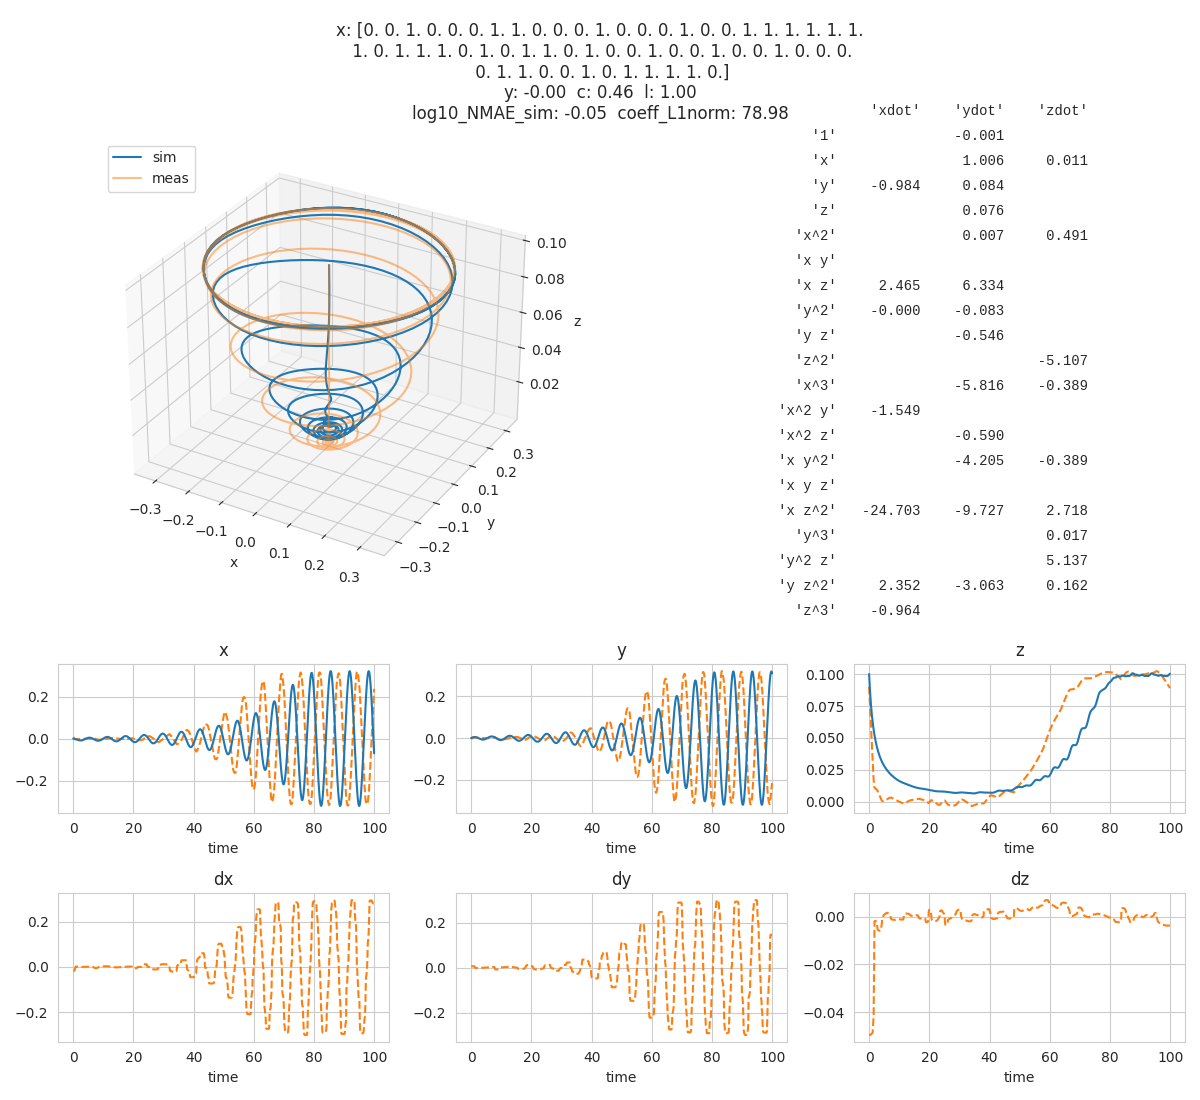 x: [0. 0. 1. 0. 0. 0. 0. 1. 1. 0. 0. 0. 0. 1. 0. 0. 0. 0. 1. 0. 0. 1. 1. 1. 1. 1. 1.
1. 0. 1. 1. 1. 0. 1. 0. 1. 1. 0. 1. 0. 0. 1. 0. 0. 1. 0. 0. 1. 0. 0. 0.
0. 1. 1. 0. 0. 1. 0. 1. 1. 1. 1. 0.]
y: -0.00 c: 0.46 l: 1.00
log10_NMAE_sim: -0.05 coeff_L1norm: 78.98
'xdot' 'ydot' 'zdot'
'1' -0.001
'x' 1.006 0.011
'y' -0.984 0.084
'z' 0.076
'x^2' 0.007 0.491
'x y'
'x z' 2.465 6.334
'y^2' -0.000 -0.083
'y z' -0.546
'z^2' -5.107
'x^3' -5.816 -0.389
'x^2 y' -1.549
'x^2 z' -0.590
'x y^2' -4.205 -0.389
'x y z'
'x z^2' -24.703 -9.727 2.718
'y^3' 0.017
'y^2 z' 5.137
'y z^2' 2.352 -3.063 0.162
'z^3' -0.964
sim
meas
0.10
0.08
0.06
0.04
0.02
z
−0.3
−0.2
−0.1
0.0
0.1
0.2
0.3
x
−0.3
−0.2
−0.1
0.0
0.1
0.2
0.3
y
x
0.2
0.0
−0.2
0 20 40 60 80 100
time
y
0.2
0.0
−0.2
0 20 40 60 80 100
time
z
0.100
0.075
0.050
0.025
0.000
0 20 40 60 80 100
time
dx
0.2
0.0
−0.2
0 20 40 60 80 100
time
dy
0.2
0.0
−0.2
0 20 40 60 80 100
time
dz
0.00
−0.02
−0.04
0 20 40 60 80 100
time